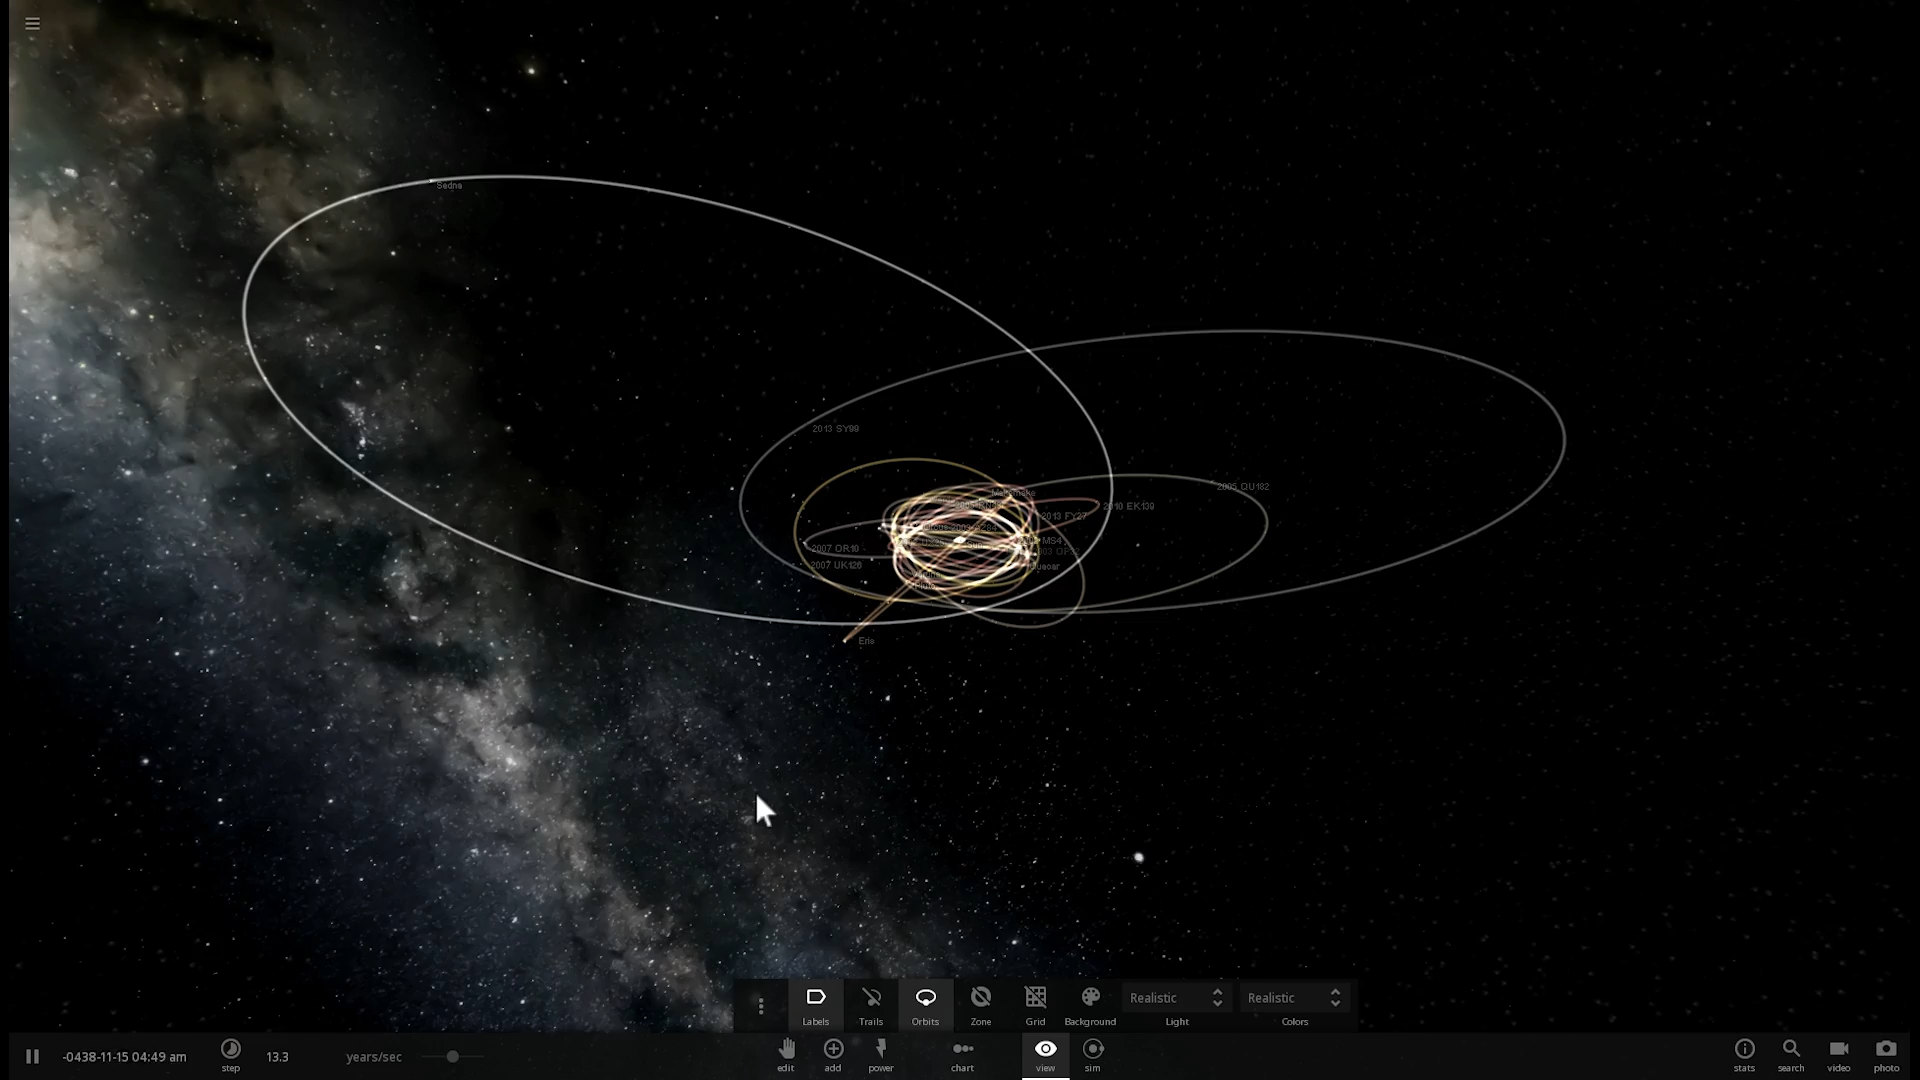 Sedna
2013 SY99
2005 QU182
Makemake
2010 EK139
2013 FY27
2007 OR10
MS4
2007 UK126
Quaoar
Eris
Realistic
Realistic
Labels
Trails
Orbits
Zone
Grid
Background
Light
Colors
-0438-11-15 04:49 am
step
13.3
years/sec
edit
add
power
chart
view
sim
stats
search
video
photo